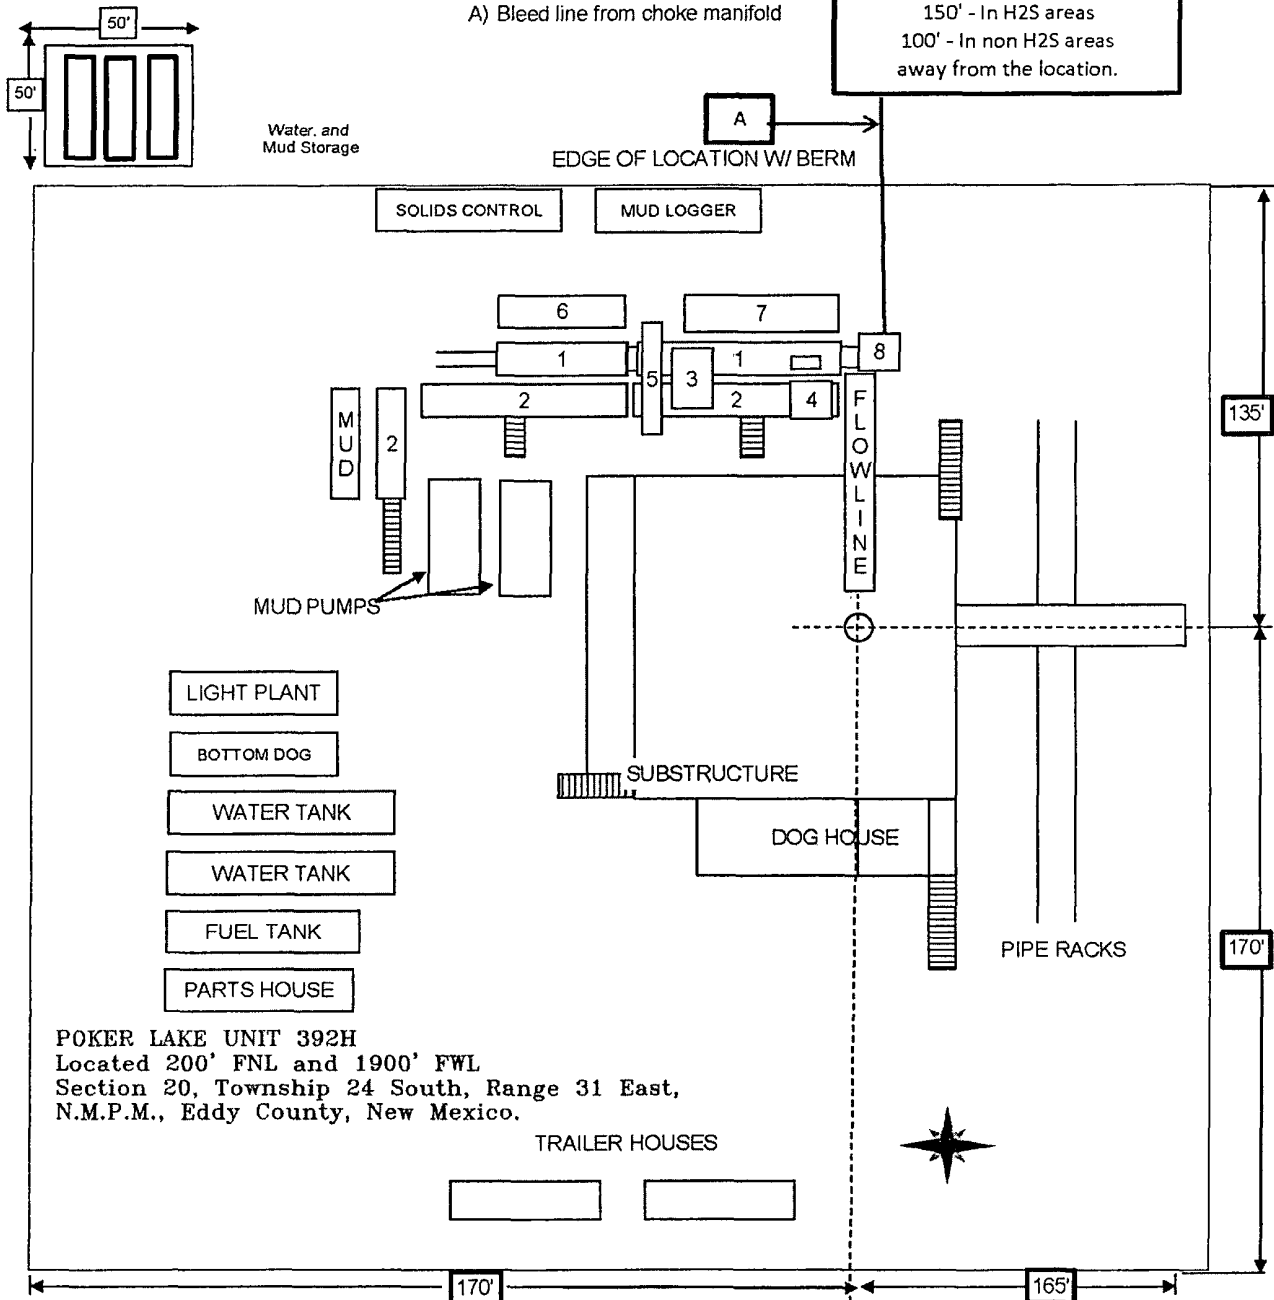 50'
A) Bleed line from choke manifold
150' - In H2S areas
100' - In non H2S areas
away from the location.
50'
A
Water. and
Mud Storage
EDGE OF LOCATION W/ BERM
SOLIDS CONTROL
MUD LOGGER
6
7
1
1
8
5
3
2
2
4
MUD
2
FLOWLINE
135'
MUD PUMPS
LIGHT PLANT
BOTTOM DOG
SUBSTRUCTURE
WATER TANK
DOG HOUSE
WATER TANK
FUEL TANK
PIPE RACKS
170'
PARTS HOUSE
POKER LAKE UNIT 392H
Located 200' FNL and 1900' FWL
Section 20, Township 24 South, Range 31 East,
N.M.P.M., Eddy County, New Mexico.
TRAILER HOUSES
170'
165'